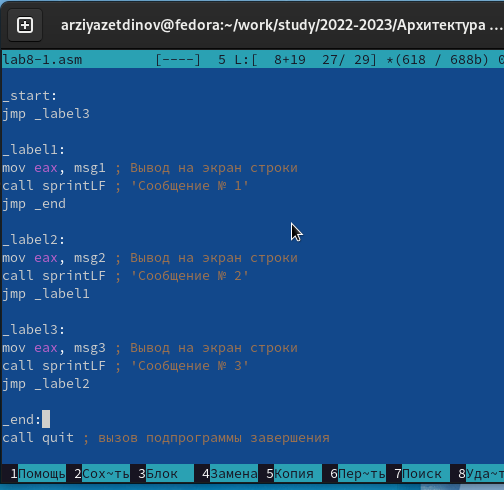 arziyazetdinov@fedora:~/work/study/2022-2023/Архитектура ...
lab8-1.asm [----] 5 L:[ 8+19 27/ 29] *(618 / 688b) 0
_start:
jmp _label3
_label1:
mov eax, msg1 ; Вывод на экран строки
call sprintLF ; 'Сообщение № 1'
jmp _end
_label2:
mov eax, msg2 ; Вывод на экран строки
call sprintLF ; 'Сообщение № 2'
jmp _label1
_label3:
mov eax, msg3 ; Вывод на экран строки
call sprintLF ; 'Сообщение № 3'
jmp _label2
_end:
call quit ; вызов подпрограммы завершения
1Помощь 2Сох~ть 3Блок 4Замена 5Копия 6Пер~ть 7Поиск 8Уда~т